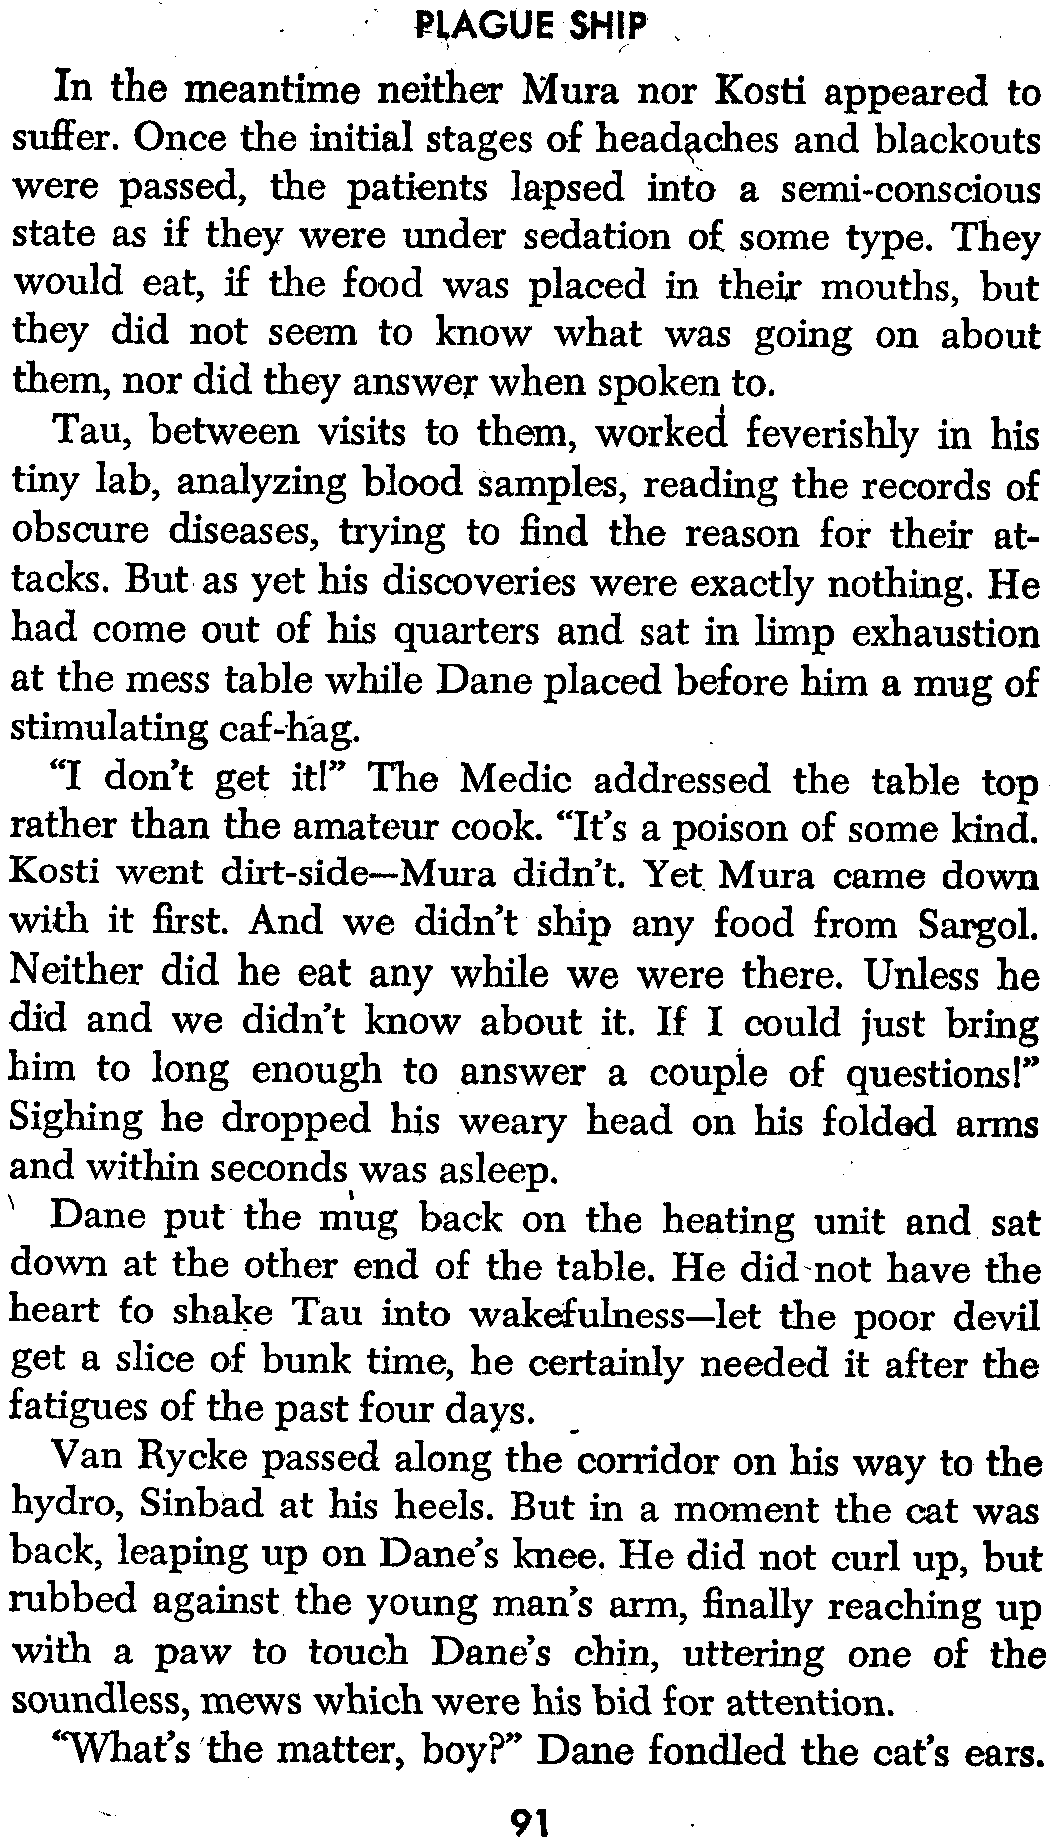 PLAGUE SHIP
In the meantime neither Mura nor Kosti appeared to
suffer. Once the initial stages of headaches and blackouts
were passed, the patients lapsed into a semi-conscious
state as if they were under sedation of some type. They
would eat, if the food was placed in their mouths, but
they did not seem to know what was going on about
them, nor did they answer when spoken to.
Tau, between visits to them, worked feverishly in his
tiny lab, analyzing blood samples, reading the records of
obscure diseases, trying to find the reason for their at-
tacks. But as yet his discoveries were exactly nothing. He
had come out of his quarters and sat in limp exhaustion
at the mess table while Dane placed before him a mug of
stimulating caf-hag.
“I don’t get it!” The Medic addressed the table top
rather than the amateur cook. “It’s a poison of some kind.
Kosti went dirt-side—Mura didn’t. Yet Mura came down
with it first. And we didn’t ship any food from Sargol.
Neither did he eat any while we were there. Unless he
did and we didn’t know about it. If I could just bring
him to long enough to answer a couple of questions!”
Sighing he dropped his weary head on his folded arms
and within seconds was asleep.
Dane put the mug back on the heating unit and sat
down at the other end of the table. He did not have the
heart to shake Tau into wakefulness—let the poor devil
get a slice of bunk time, he certainly needed it after the
fatigues of the past four days.
Van Rycke passed along the corridor on his way to the
hydro, Sinbad at his heels. But in a moment the cat was
back, leaping up on Dane’s knee. He did not curl up, but
rubbed against the young man’s arm, finally reaching up
with a paw to touch Dane’s chin, uttering one of the
soundless, mews which were his bid for attention.
“What’s the matter, boy?” Dane fondled the cat’s ears.
91